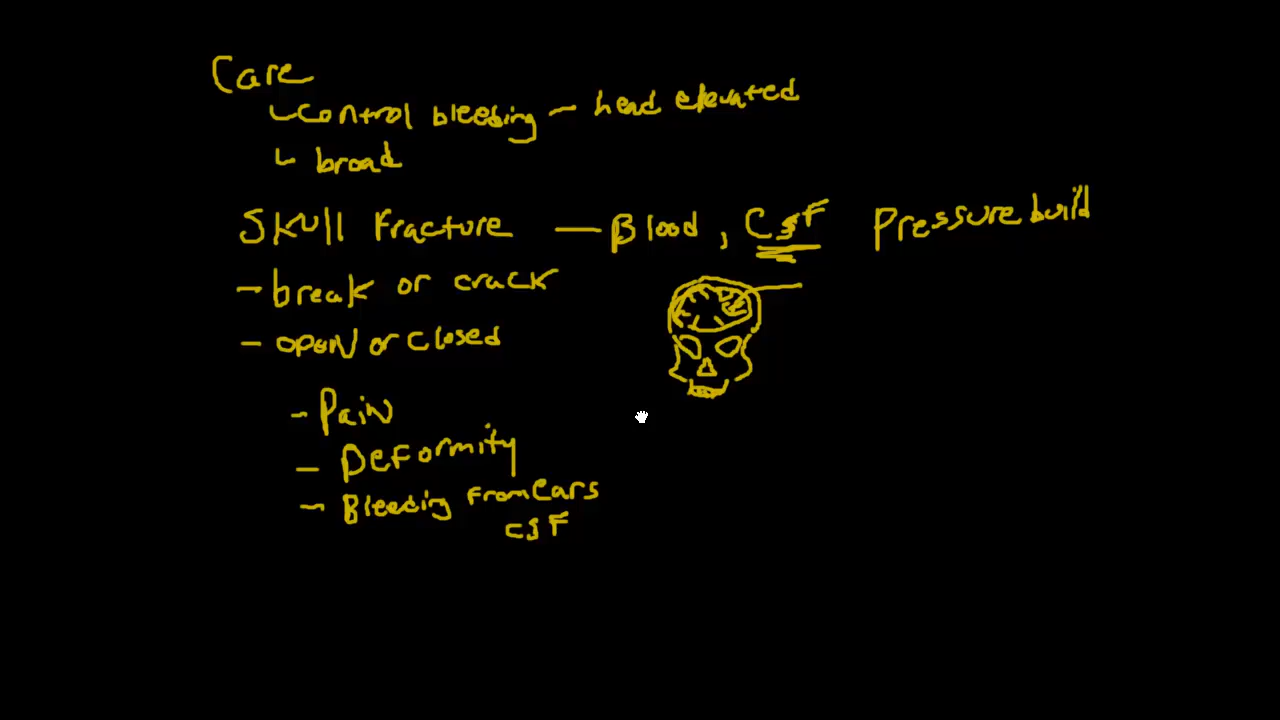 Care
control bleeding - head elevated
broad
Skull Fracture - Blood, CSF Pressure build
- break or crack
- open or closed
- Pain
- Deformity
- Bleeding from ears
CSF